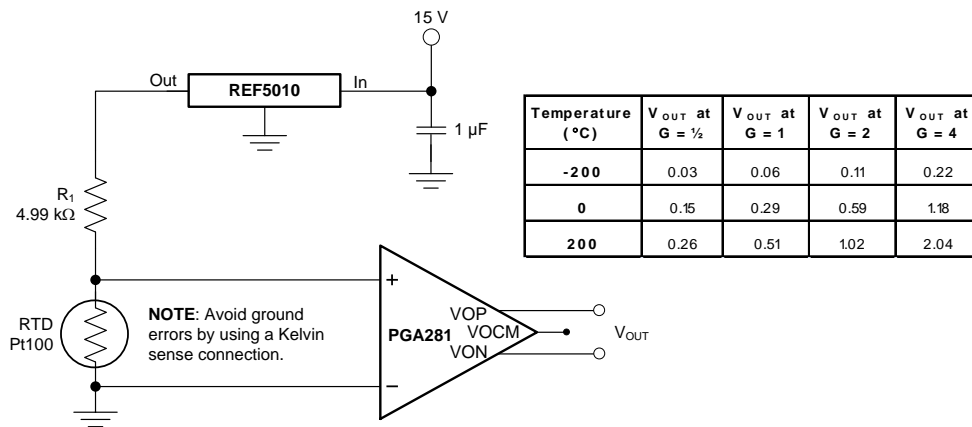 15 V
Out
REF5010
In
1 µF
R1
4.99 kΩ
RTD
Pt100
NOTE: Avoid ground
errors by using a Kelvin
sense connection.
+
−
PGA281
VOP
VOCM
VON
VOUT
Temperature (ºC) VOUT at G = ½ VOUT at G = 1 VOUT at G = 2 VOUT at G = 4
-200 0.03 0.06 0.11 0.22
0 0.15 0.29 0.59 1.18
200 0.26 0.51 1.02 2.04